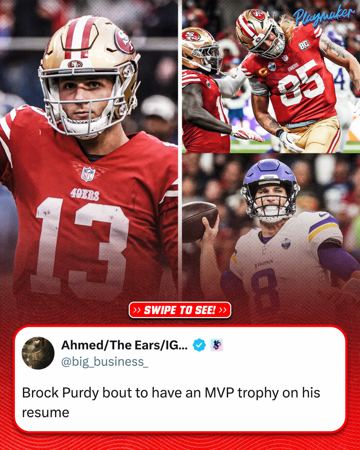 Playmaker
85
49ERS
13
VIKINGS
8
>> SWIPE TO SEE! >>
Ahmed/The Ears/IG...
@big_business_
Brock Purdy bout to have an MVP trophy on his
resume